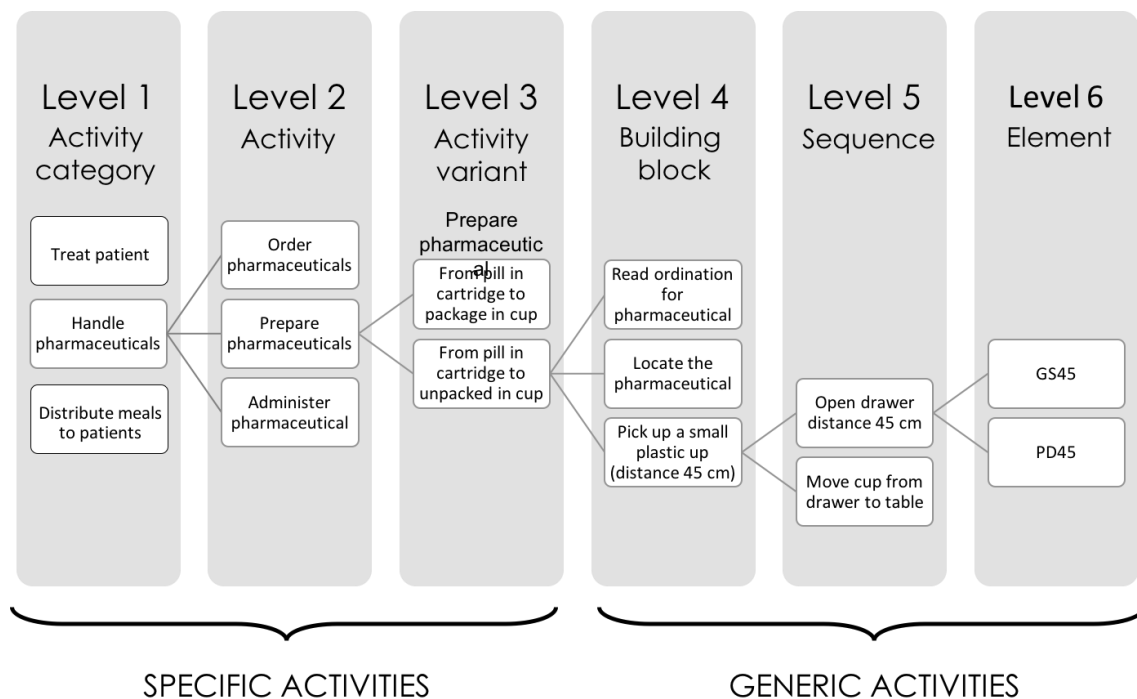 Level 1
Activity
category
Treat patient
Handle
pharmaceuticals
Distribute meals
to patients
Level 2
Activity
Order
pharmaceuticals
Prepare
pharmaceuticals
Administer
pharmaceutical
Level 3
Activity
variant
Prepare
pharmaceutic
al
From pill in
cartridge to
package in cup
From pill in
cartridge to
unpacked in cup
Level 4
Building
block
Read ordination
for
pharmaceutical
Locate the
pharmaceutical
Pick up a small
plastic up
(distance 45 cm)
Level 5
Sequence
Open drawer
distance 45 cm
Move cup from
drawer to table
Level 6
Element
GS45
PD45
SPECIFIC ACTIVITIES
GENERIC ACTIVITIES